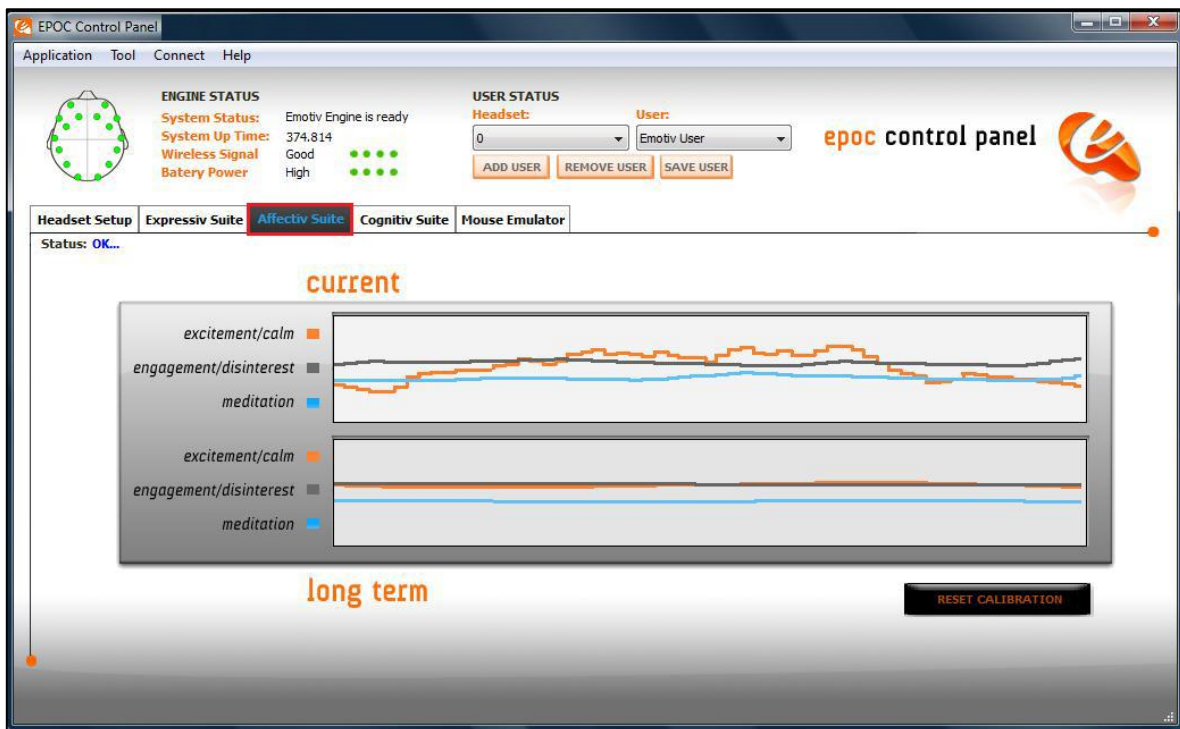 EPOC Control Panel
Application Tool Connect Help
ENGINE STATUS
System Status: Emotiv Engine is ready
System Up Time: 374,814
Wireless Signal Good
Batery Power High
USER STATUS
Headset: User:
0 Emotiv User
ADD USER REMOVE USER SAVE USER
epoc control panel
Headset Setup Expressiv Suite Affectiv Suite Cognitiv Suite Mouse Emulator
Status: OK...
current
excitement/calm
engagement/disinterest
meditation
excitement/calm
engagement/disinterest
meditation
long term
RESET CALIBRATION